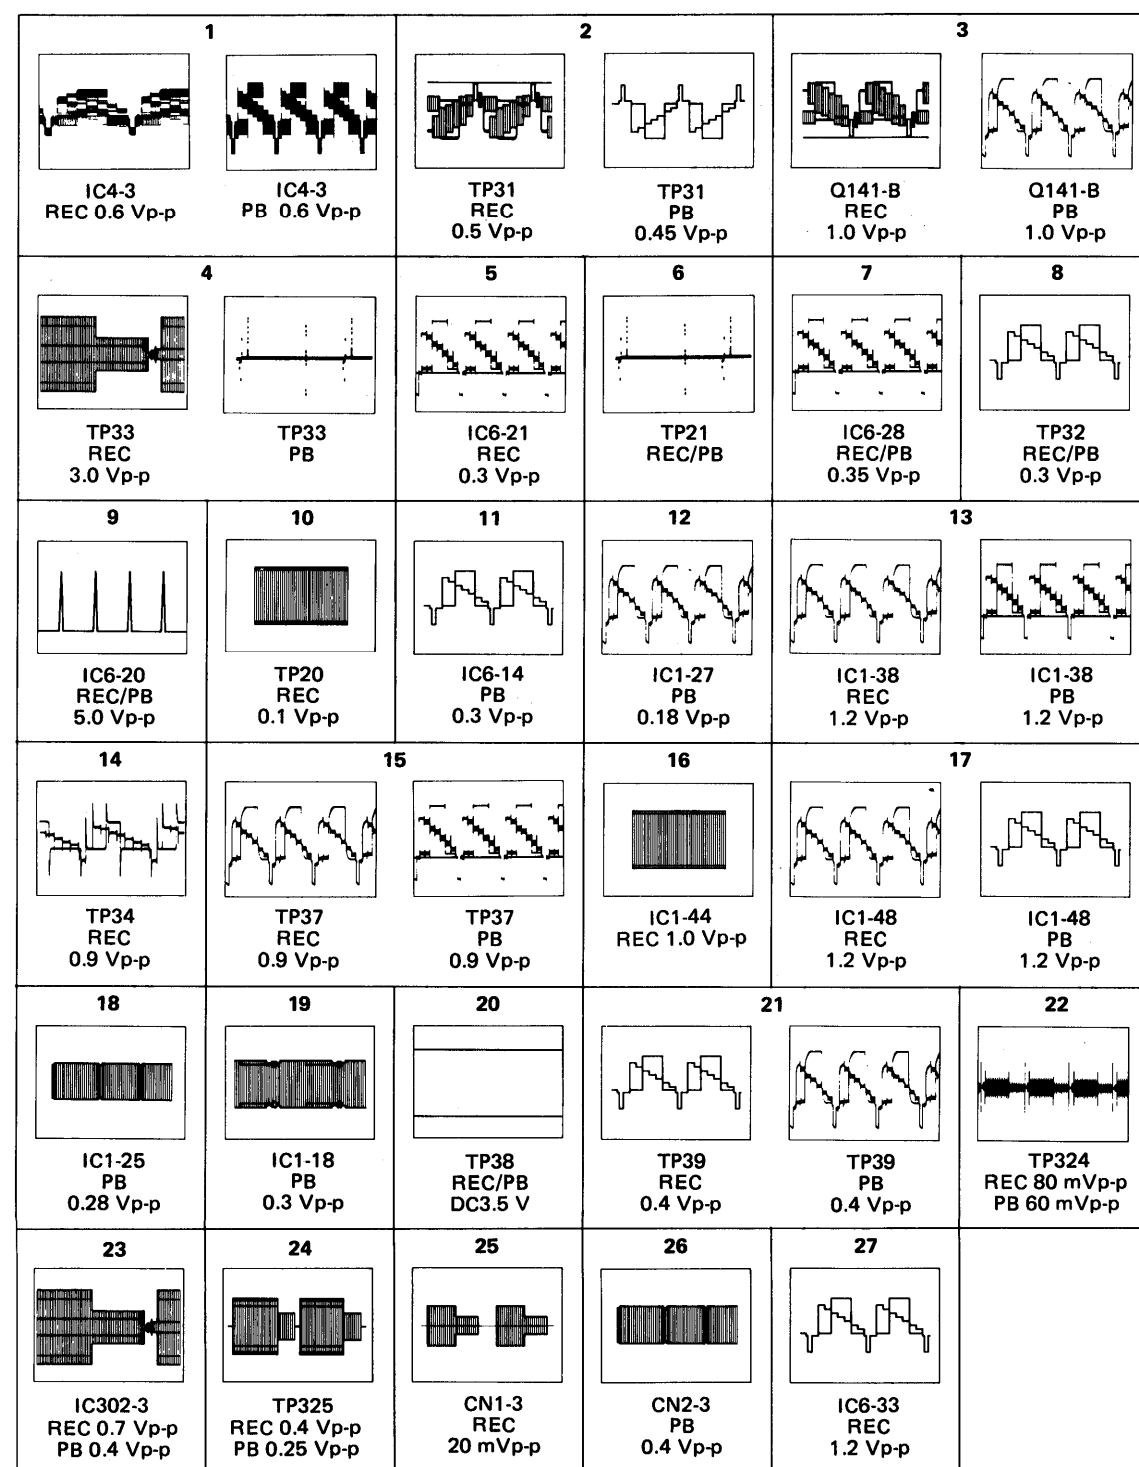 1
IC4-3
REC 0.6 Vp-p
IC4-3
PB 0.6 Vp-p
2
TP31
REC
0.5 Vp-p
TP31
PB
0.45 Vp-p
3
Q141-B
REC
1.0 Vp-p
Q141-B
PB
1.0 Vp-p
4
TP33
REC
3.0 Vp-p
TP33
PB
5
IC6-21
REC
0.3 Vp-p
6
TP21
REC/PB
7
IC6-28
REC/PB
0.35 Vp-p
8
TP32
REC/PB
0.3 Vp-p
9
IC6-20
REC/PB
5.0 Vp-p
10
TP20
REC
0.1 Vp-p
11
IC6-14
PB
0.3 Vp-p
12
IC1-27
PB
0.18 Vp-p
13
IC1-38
REC
1.2 Vp-p
IC1-38
PB
1.2 Vp-p
14
TP34
REC
0.9 Vp-p
15
TP37
REC
0.9 Vp-p
TP37
PB
0.9 Vp-p
16
IC1-44
REC 1.0 Vp-p
17
IC1-48
REC
1.2 Vp-p
IC1-48
PB
1.2 Vp-p
18
IC1-25
PB
0.28 Vp-p
19
IC1-18
PB
0.3 Vp-p
20
TP38
REC/PB
DC3.5 V
21
TP39
REC
0.4 Vp-p
TP39
PB
0.4 Vp-p
22
TP324
REC 80 mVp-p
PB 60 mVp-p
23
IC302-3
REC 0.7 Vp-p
PB 0.4 Vp-p
24
TP325
REC 0.4 Vp-p
PB 0.25 Vp-p
25
CN1-3
REC
20 mVp-p
26
CN2-3
PB
0.4 Vp-p
27
IC6-33
REC
1.2 Vp-p